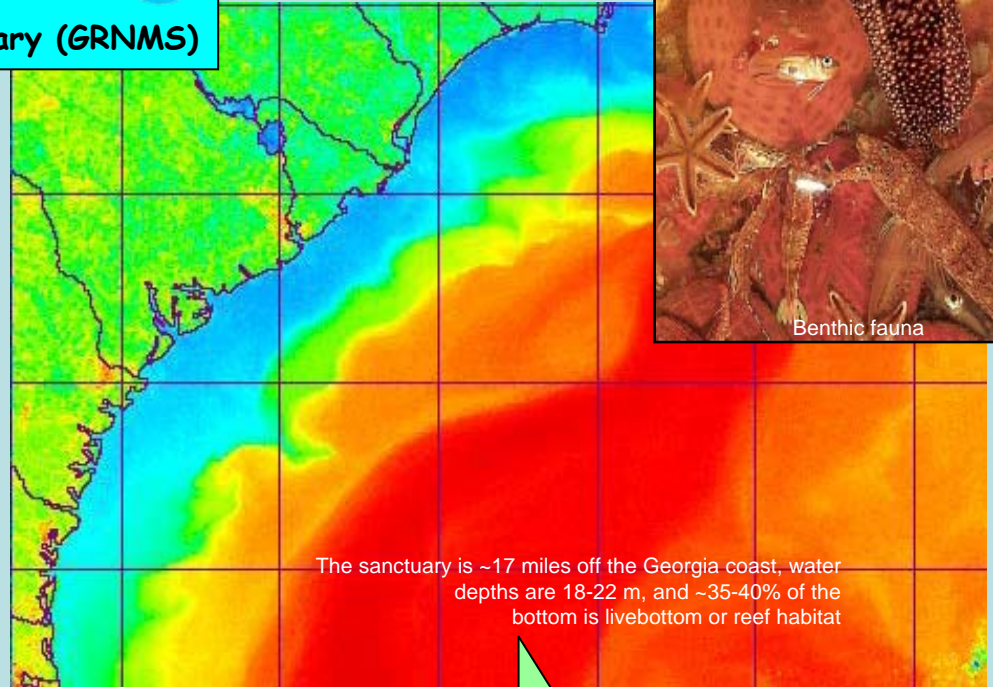 ary (GRNMS)
Benthic fauna
The sanctuary is ~17 miles off the Georgia coast, water
depths are 18-22 m, and ~35-40% of the
bottom is livebottom or reef habitat